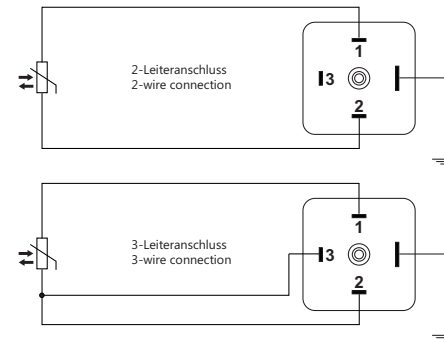 1
2-Leiteranschluss
2-wire connection
3
2
1
3-Leiteranschluss
3-wire connection
3
2